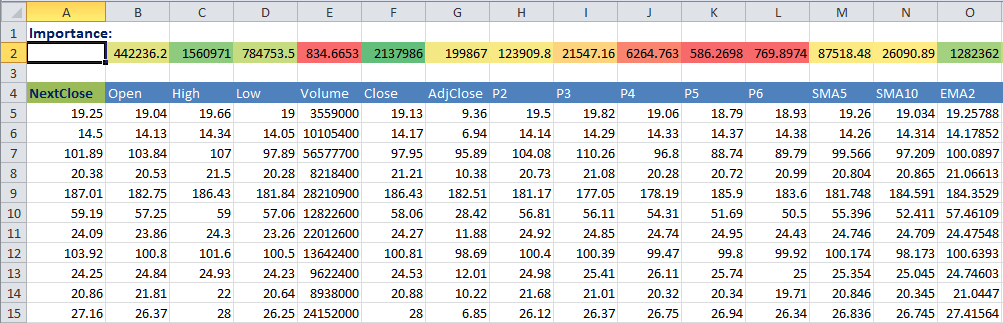 A B C D E F G H I J K L M N O
1 Importance:
2 442236.2 1560971 784753.5 834.6653 2137986 199867 123909.8 21547.16 6264.763 586.2698 769.8974 87518.48 26090.89 1282362
3
4 NextClose Open High Low Volume Close AdjClose P2 P3 P4 P5 P6 SMA5 SMA10 EMA2
5 19.25 19.04 19.66 19 3559000 19.13 9.36 19.5 19.82 19.06 18.79 18.93 19.26 19.034 19.25788
6 14.5 14.13 14.34 14.05 10105400 14.17 6.94 14.14 14.29 14.33 14.37 14.38 14.26 14.314 14.17852
7 101.89 103.84 107 97.89 56577700 97.95 95.89 104.08 110.26 96.8 88.74 89.79 99.566 97.209 100.0897
8 20.38 20.53 21.5 20.28 8218400 21.21 10.38 20.73 21.08 20.28 20.72 20.99 20.804 20.865 21.06613
9 187.01 182.75 186.43 181.84 28210900 186.43 182.51 181.17 177.05 178.19 185.9 183.6 181.748 184.591 184.3529
10 59.19 57.25 59 57.06 12822600 58.06 28.42 56.81 56.11 54.31 51.69 50.5 55.396 52.411 57.46109
11 24.09 23.86 24.3 23.26 22012600 24.27 11.88 24.92 24.85 24.74 24.95 24.43 24.746 24.709 24.47548
12 103.92 100.8 101.6 100.5 13642400 100.81 98.69 100.4 100.39 99.47 99.8 99.92 100.174 98.173 100.6393
13 24.25 24.84 24.93 24.23 9622400 24.53 12.01 24.98 25.41 26.11 25.74 25 25.354 25.045 24.74603
14 20.86 21.81 22 20.64 8938000 20.88 10.22 21.68 21.01 20.32 20.34 19.71 20.846 20.345 21.0447
15 27.16 26.37 28 26.25 24152000 28 6.85 26.12 26.37 26.75 26.94 26.34 26.836 26.745 27.41564